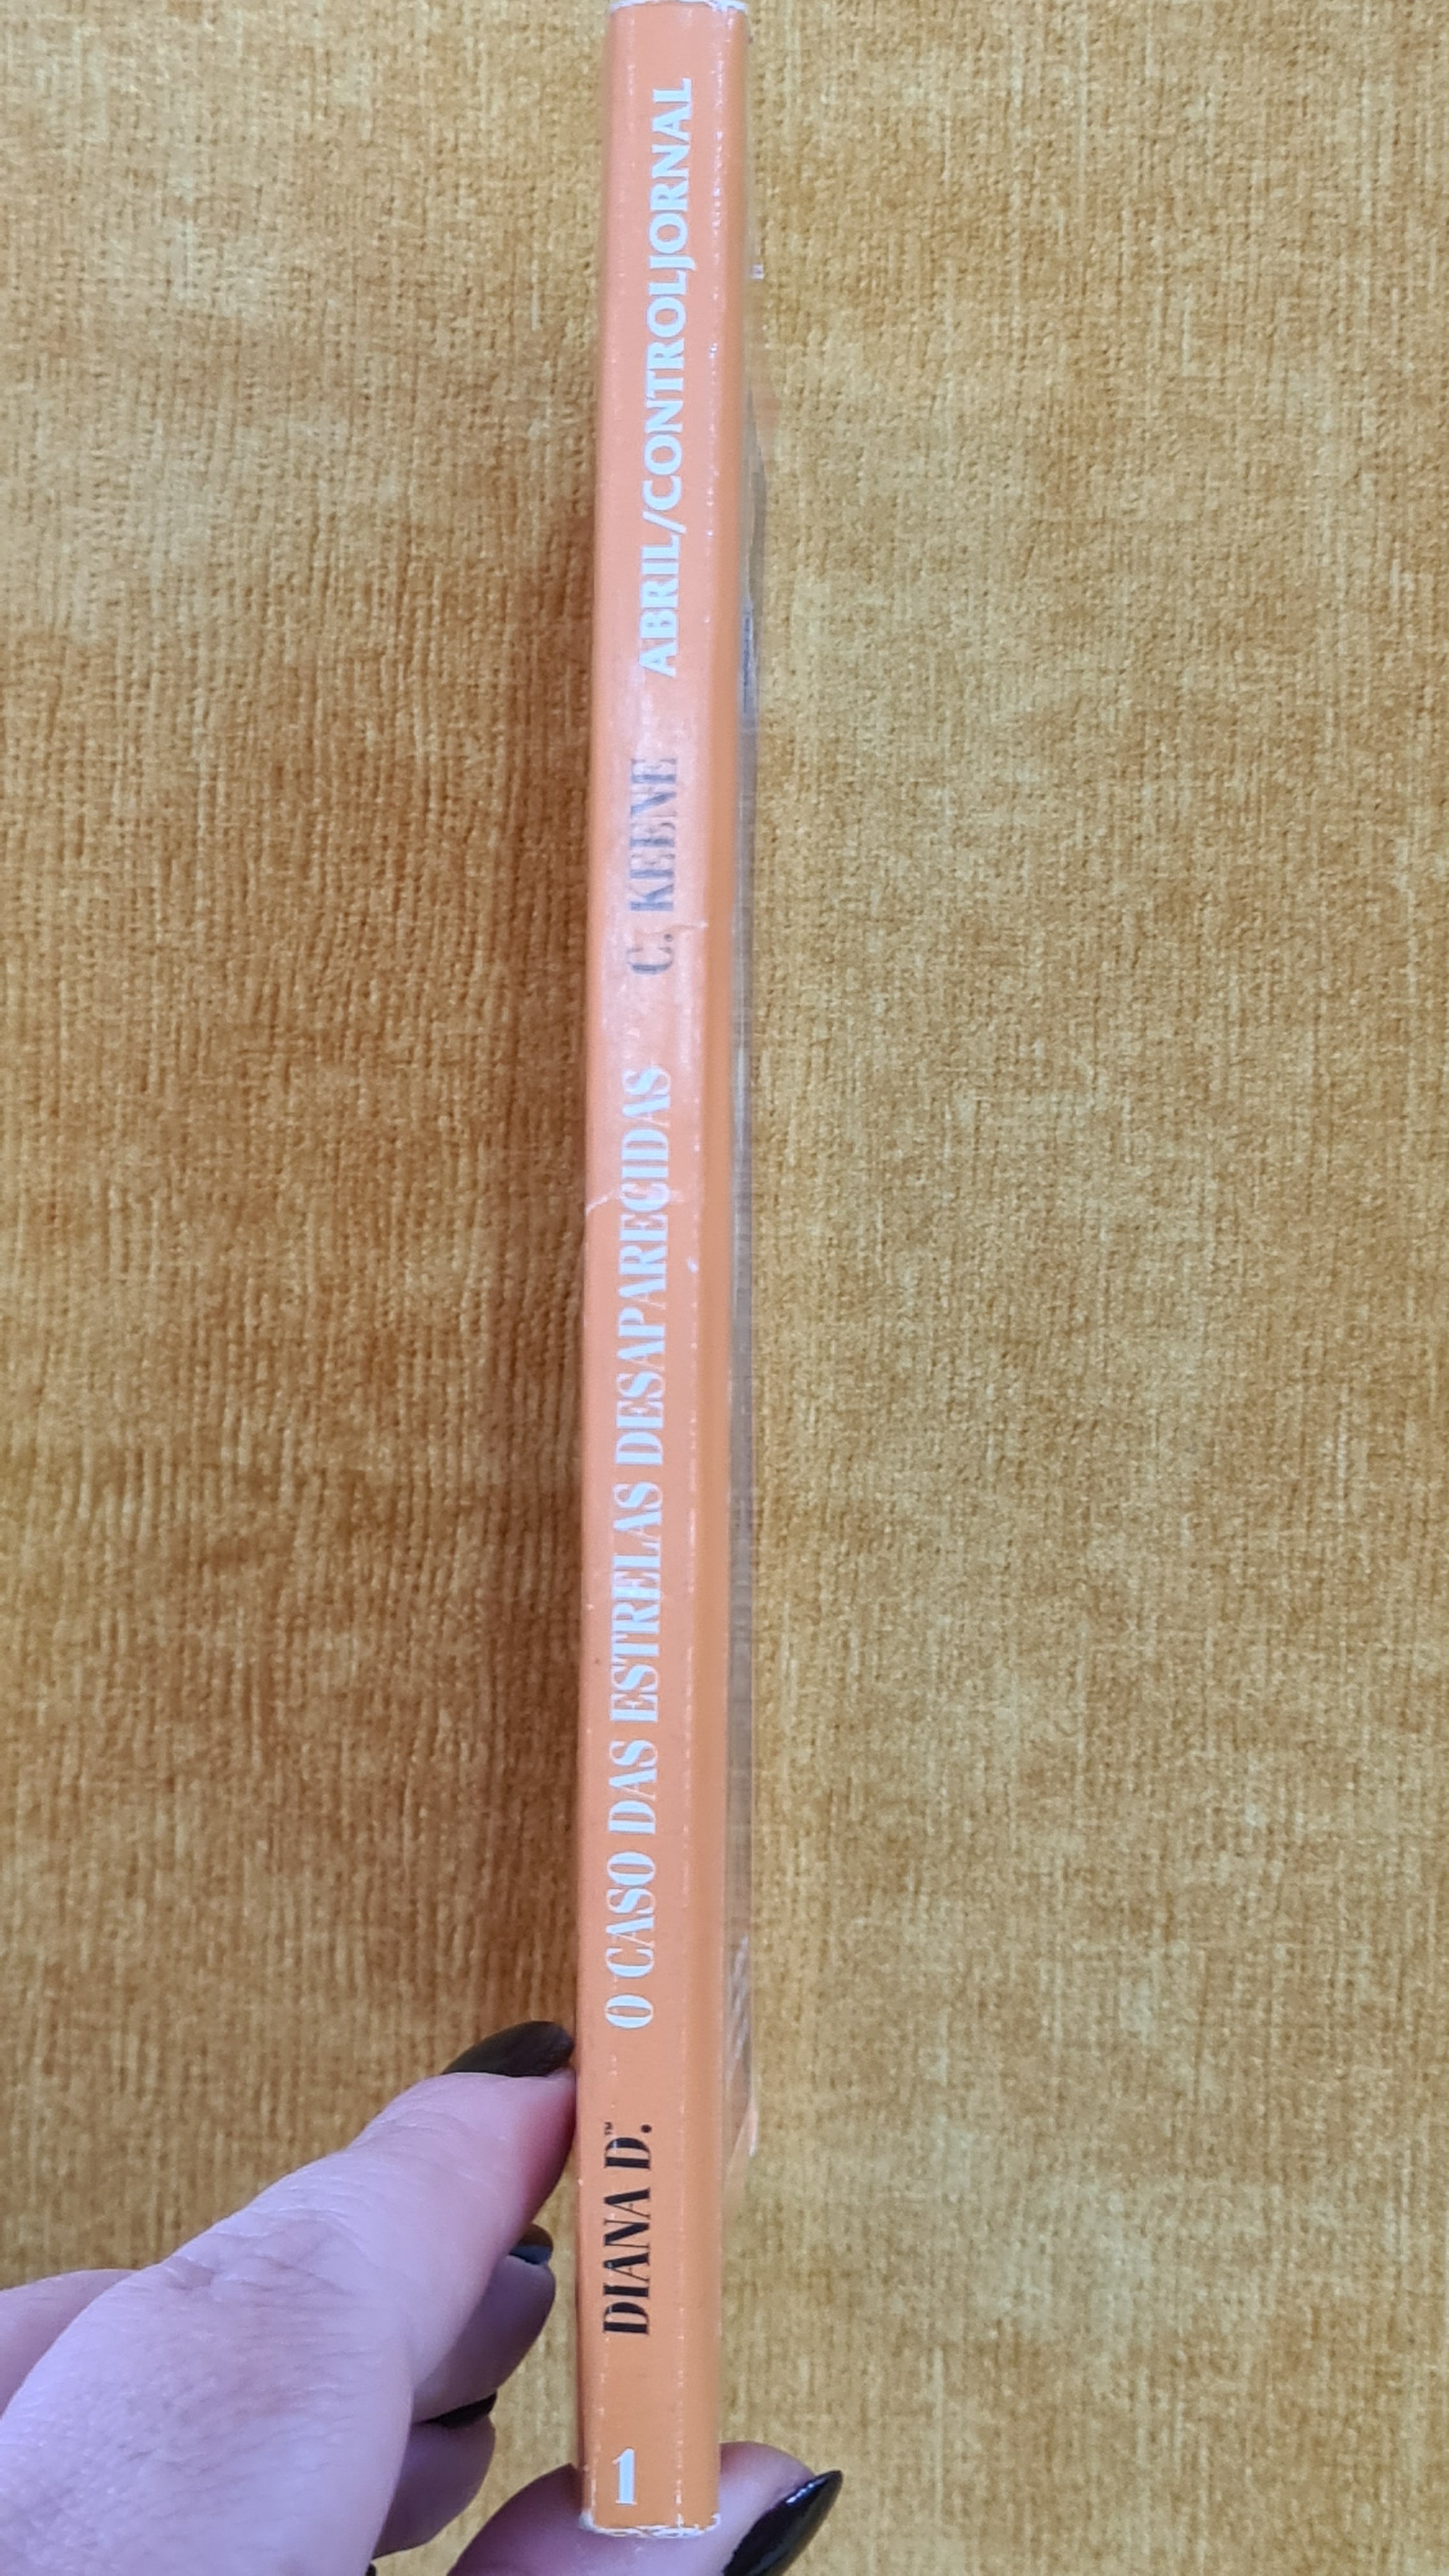 1 DIANA D.™ O CASO DAS ESTRELAS DESAPARECIDAS C. KEENE ABRIL/CONTROLJORNAL